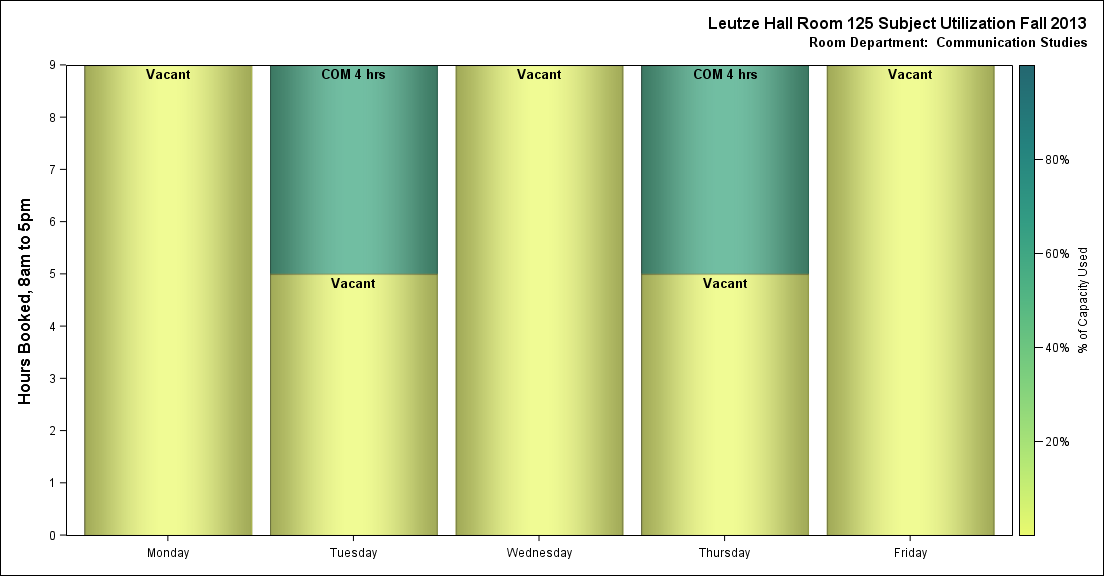 Leutze Hall Room 125 Subject Utilization Fall 2013
Room Department: Communication Studies
Hours Booked, 8am to 5pm
9
8
7
6
5
4
3
2
1
0
Vacant
COM 4 hrs
Vacant
COM 4 hrs
Vacant
Vacant
Vacant
Monday
Tuesday
Wednesday
Thursday
Friday
80%
60%
40%
20%
% of Capacity Used